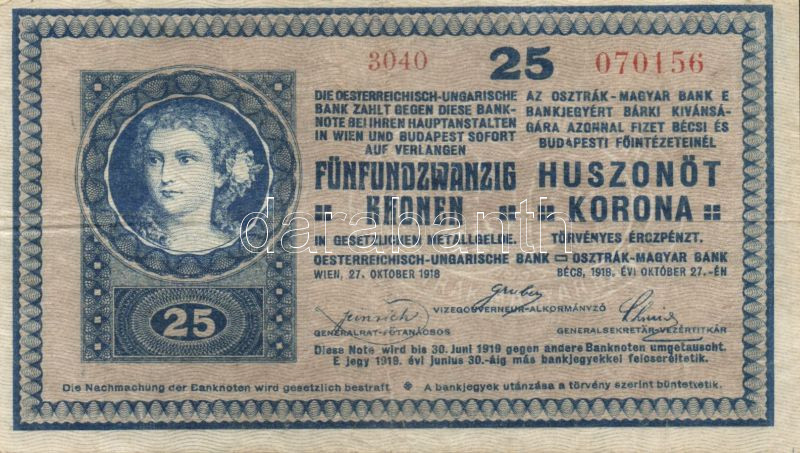 3040 25 070156
DIE OESTERREICHISCH-UNGARISCHE
BANK ZAHLT GEGEN DIESE BANK-
NOTE BEI IHREN HAUPTANSTALTEN
IN WIEN UND BUDAPEST SOFORT
AUF VERLANGEN
FÜNFUNDZWANZIG
KRONEN
IN GESETZLICHEM METALLGELDE.
OESTERREICHISCH-UNGARISCHE BANK
WIEN, 27. OKTOBER 1918
AZ OSZTRÁK-MAGYAR BANK E
BANKJEGYÉRT BÁRKI KIVÁNSÁ-
GÁRA AZONNAL FIZET BÉCSI ÉS
BUDAPESTI FŐINTÉZETEINÉL
HUSZONÖT
KORONA
TÖRVÉNYES ÉRCZPÉNZT.
OSZTRÁK-MAGYAR BANK
BÉCS, 1918. ÉVI OKTÓBER 27.-ÉN
darabanth
Gruber
VIZEGOUVERNEUR-ALKORMÁNYZÓ
GENERALRAT-FŐTANÁCSOS
GENERALSEKRETÄR-VEZÉRTITKÁR
25
Diese Note wird bis 30. Juni 1919 gegen andere Banknoten umgetauscht.
E jegy 1919. évi junius 30.-áig más bankjegyekkel felcseréltetik.
Die Nachmachung der Banknoten wird gesetzlich bestraft. A bankjegyek utánzása a törvény szerint büntettetik.